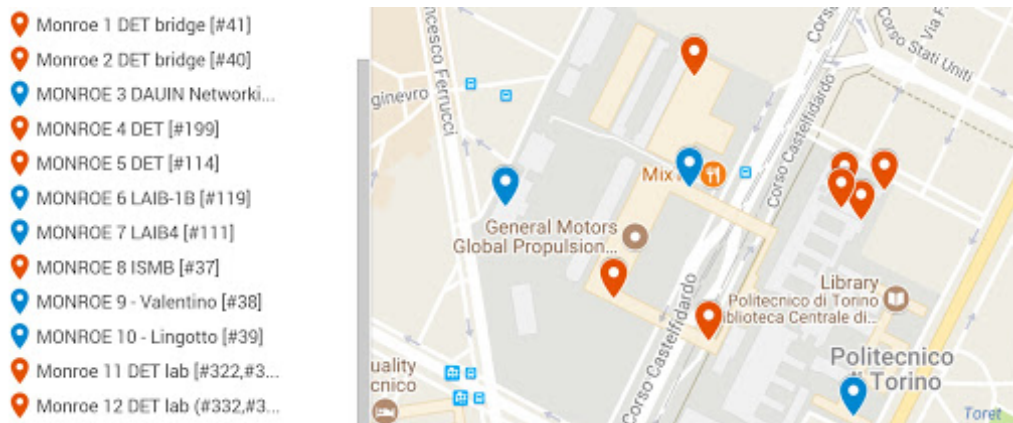 Monroe 1 DET bridge [#41]
Monroe 2 DET bridge [#40]
MONROE 3 DAUIN Networki...
MONROE 4 DET [#199]
MONROE 5 DET [#114]
MONROE 6 LAIB-1B [#119]
MONROE 7 LAIB4 [#111]
MONROE 8 ISMB [#37]
MONROE 9 - Valentino [#38]
MONROE 10 - Lingotto [#39]
Monroe 11 DET lab [#322,#3...
Monroe 12 DET lab (#332,#3...
Corso
Via F
Corso Stati Uniti
ginevro
cesco Ferrucci
Corso Castelfidardo
Mix
General Motors
Global Propulsion...
Library
Politecnico di Torino
iblioteca Centrale di...
Corso Castelfidardo
uality
cnico
Politecnico
di Torino
Toret